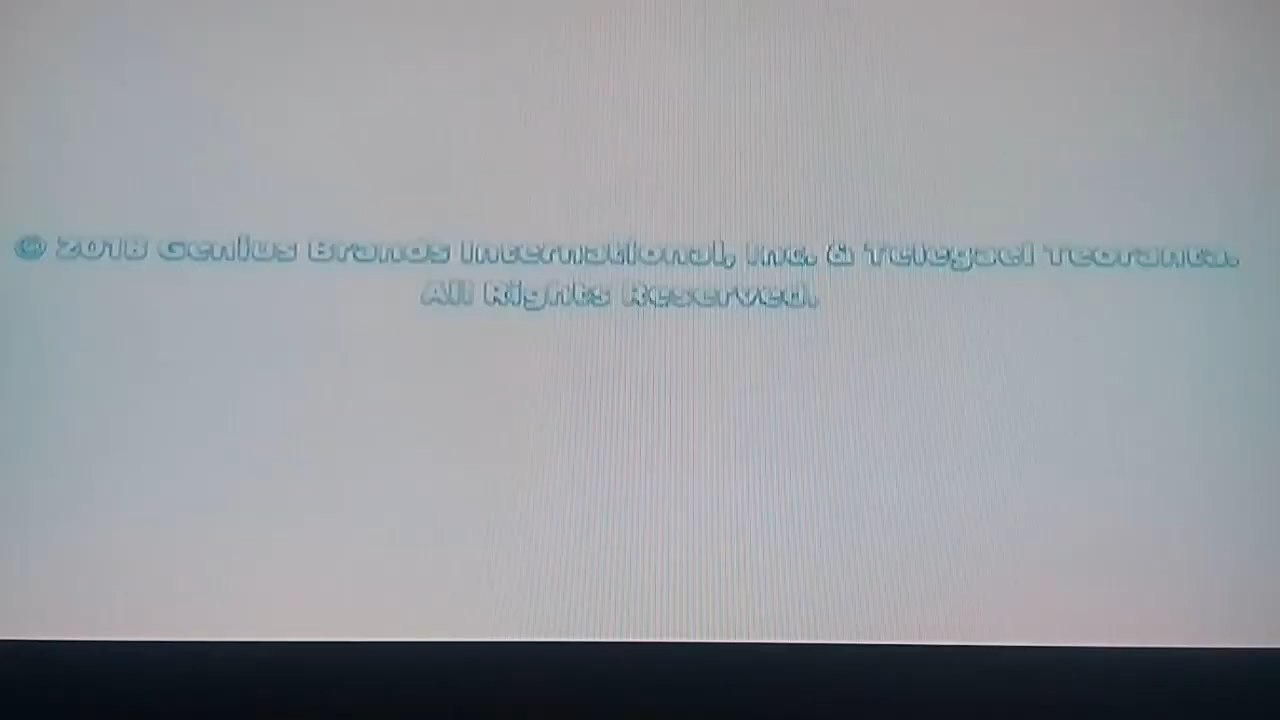 © 2018 Genius Brands International, Inc. & Telegael Teoranta.
All Rights Reserved.